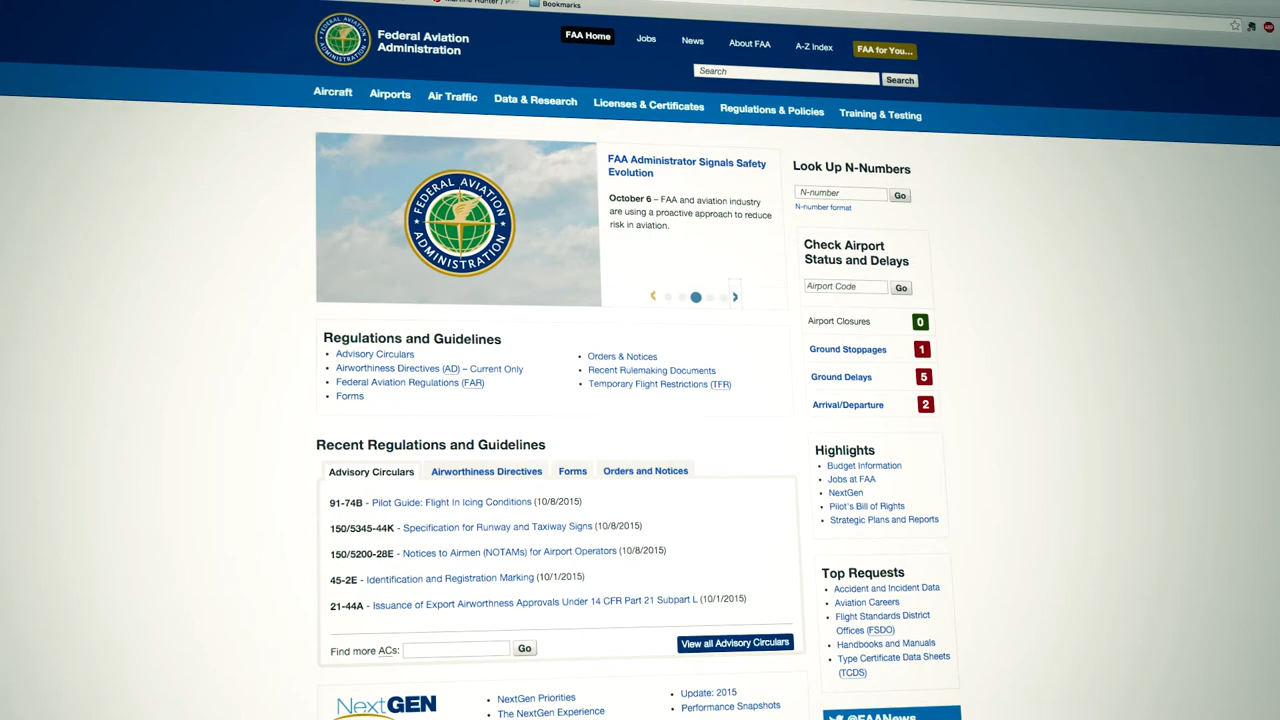 Bookmarks
FEDERAL AVIATION
ADMINISTRATION
Federal Aviation
Administration
FAA Home
Jobs
News
About FAA
A-Z Index
FAA for You...
Search
Search
Aircraft
Airports
Air Traffic
Data & Research
Licenses & Certificates
Regulations & Policies
Training & Testing
FEDERAL AVIATION
ADMINISTRATION
FAA Administrator Signals Safety
Evolution
October 6 – FAA and aviation industry
are using a proactive approach to reduce
risk in aviation.
Look Up N-Numbers
N-number
Go
N-number format
Check Airport
Status and Delays
Airport Code
Go
Airport Closures 0
Ground Stoppages 1
Ground Delays 5
Arrival/Departure 2
Regulations and Guidelines
• Advisory Circulars
• Airworthiness Directives (AD) – Current Only
• Federal Aviation Regulations (FAR)
• Forms
• Orders & Notices
• Recent Rulemaking Documents
• Temporary Flight Restrictions (TFR)
Recent Regulations and Guidelines
Advisory Circulars
Airworthiness Directives
Forms
Orders and Notices
91-74B - Pilot Guide: Flight In Icing Conditions (10/8/2015)
150/5345-44K - Specification for Runway and Taxiway Signs (10/8/2015)
150/5200-28E - Notices to Airmen (NOTAMs) for Airport Operators (10/8/2015)
45-2E - Identification and Registration Marking (10/1/2015)
21-44A - Issuance of Export Airworthness Approvals Under 14 CFR Part 21 Subpart L (10/1/2015)
Find more ACs:
Go
View all Advisory Circulars
Highlights
• Budget Information
• Jobs at FAA
• NextGen
• Pilot's Bill of Rights
• Strategic Plans and Reports
Top Requests
• Accident and Incident Data
• Aviation Careers
• Flight Standards District
Offices (FSDO)
• Handbooks and Manuals
• Type Certificate Data Sheets
(TCDS)
NextGEN
• NextGen Priorities
• The NextGen Experience
• Update: 2015
• Performance Snapshots
@FAANews